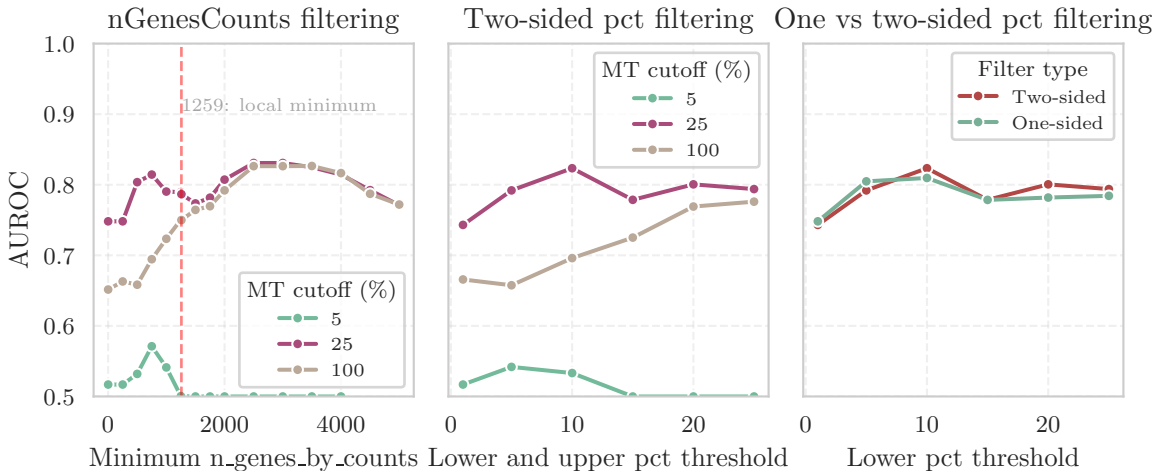 nGenesCounts filtering
Two-sided pct filtering
One vs two-sided pct filtering
AUROC
1.0
0.9
0.8
0.7
0.6
0.5
1259: local minimum
MT cutoff (%)
5
25
100
0
2000
4000
Minimum n_genes_by_counts
MT cutoff (%)
5
25
100
0
10
20
Lower and upper pct threshold
Filter type
Two-sided
One-sided
0
10
20
Lower pct threshold